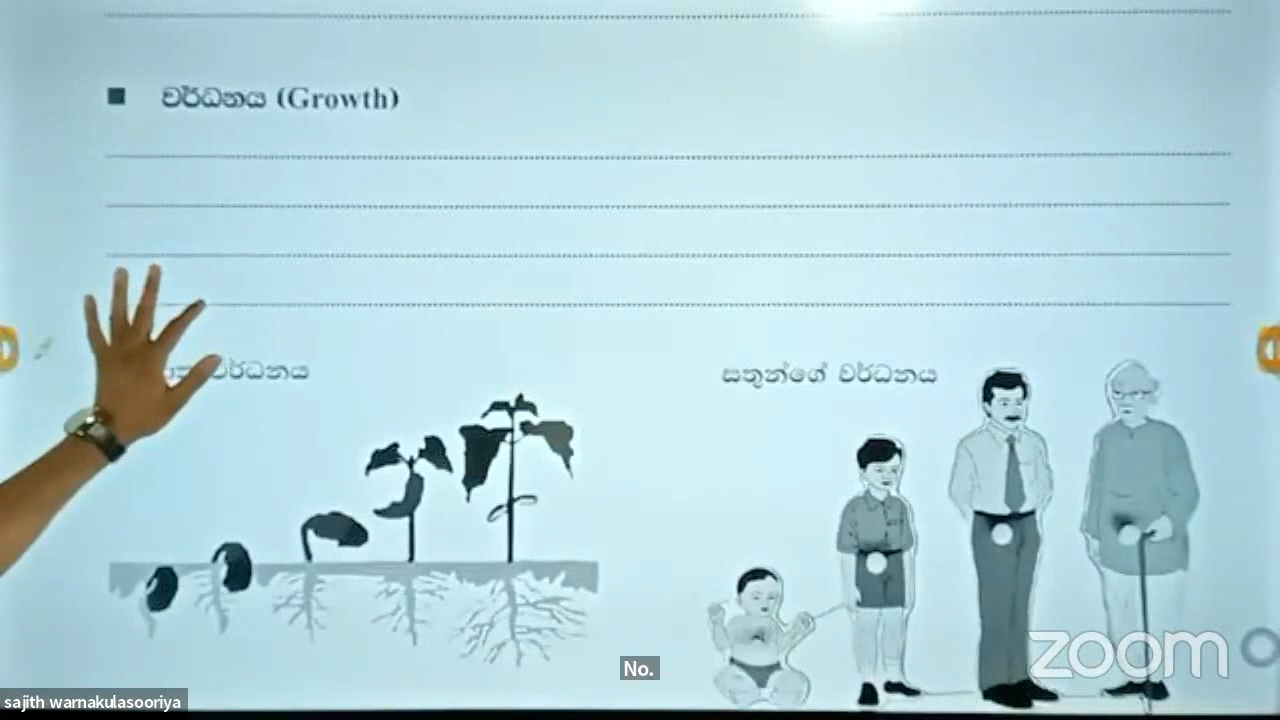 වර්ධනය (Growth)
වර්ධනය
සතුන්ගේ වර්ධනය
zoom
No.
sajith warnakulasooriya